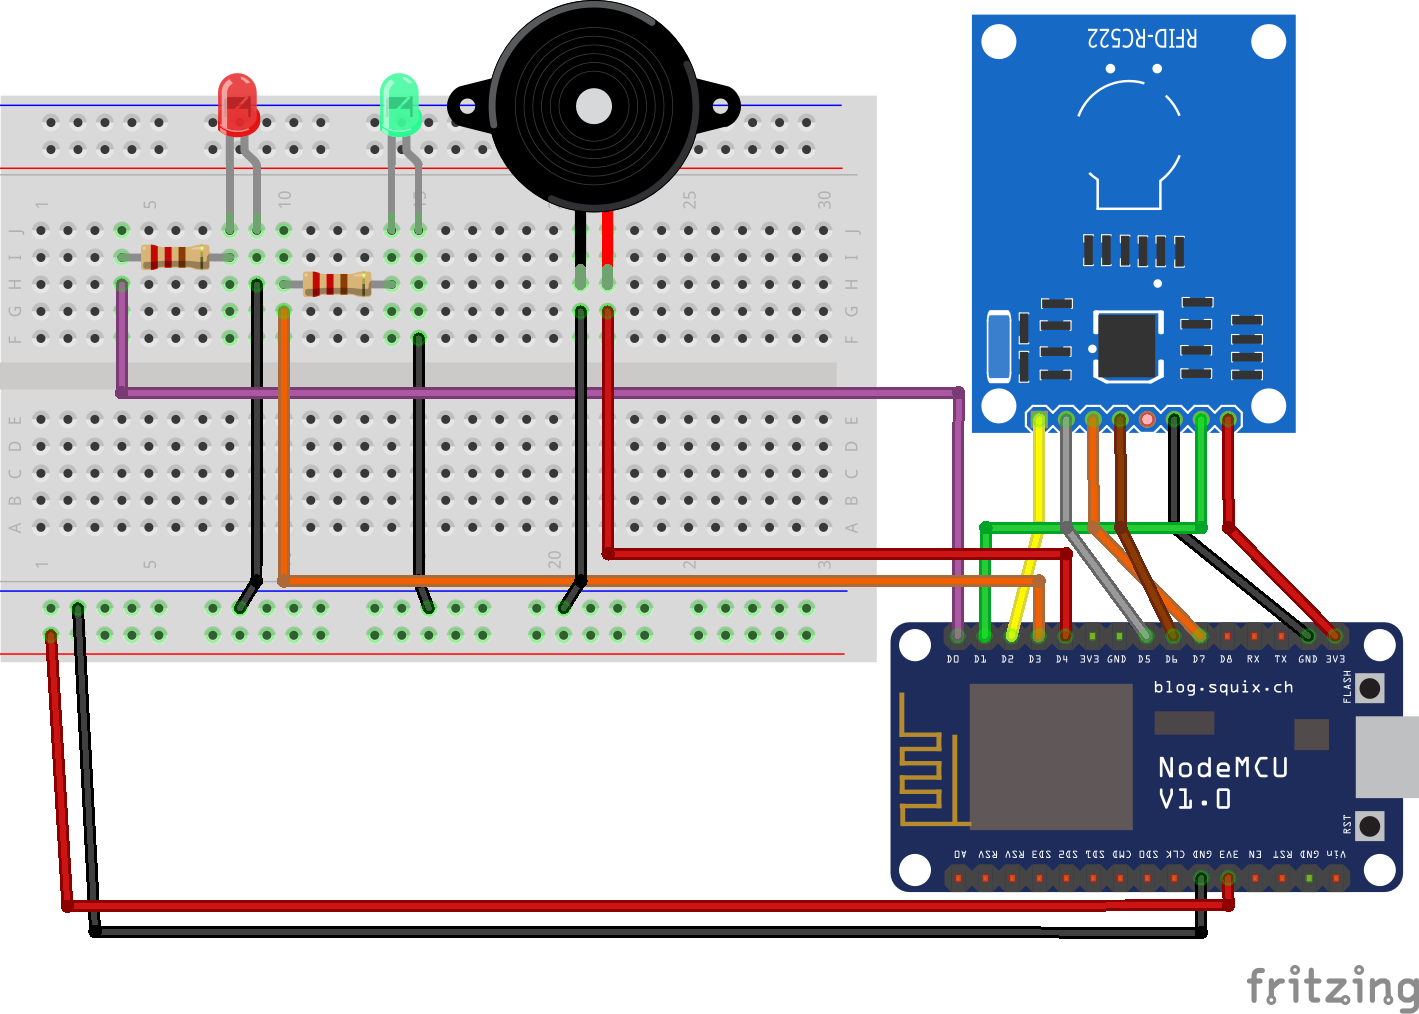 RFID-RC522
1 5 10 15 25 30
J J
I I
H H
G G
F F
E E
D D
C C
B B
A A
1 5 20 3
D0 D1 D2 D3 D4 3V3 GND D5 D6 D7 D8 RX TX GND 3V3
blog.squix.ch
FLASH
NodeMCU
V1.0
RST
A0 RSV RSV SD3 SD2 SD1 CMD SD0 CLK GND 3V3 EN RST GND Vin
fritzing